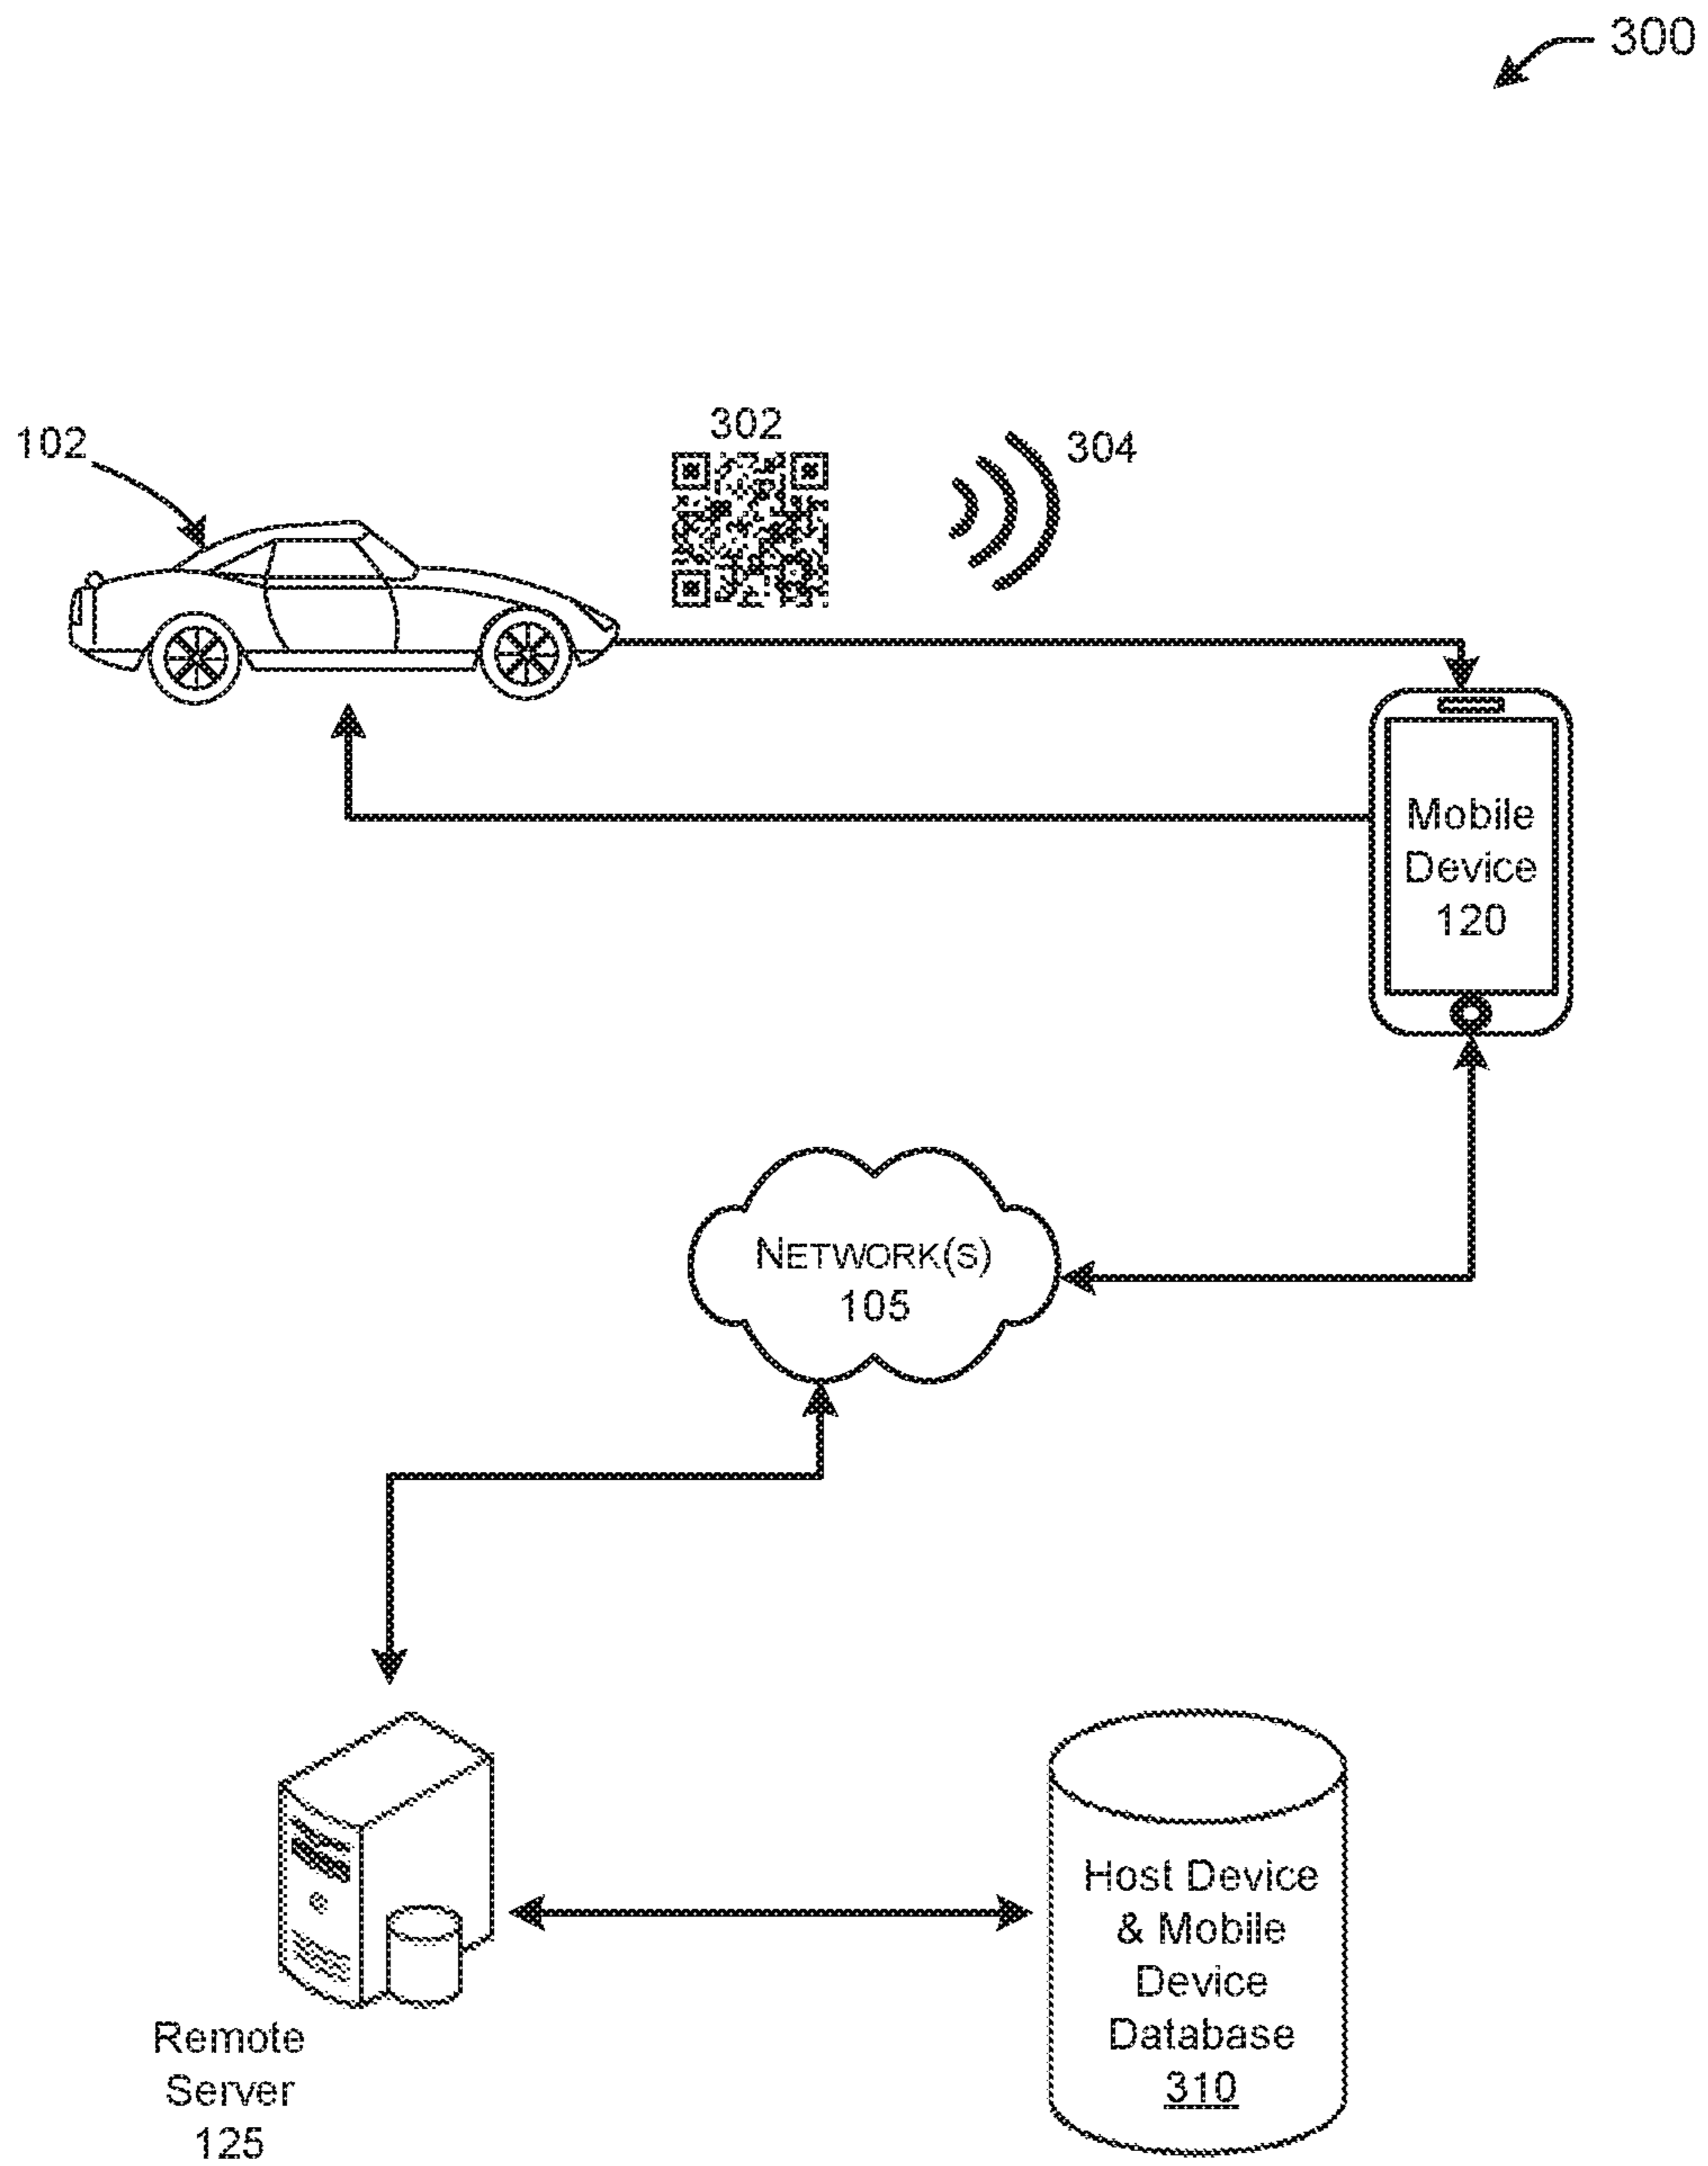 300
302
102
304
Mobile
Device
120
NETWORK(S)
105
Host Device
& Mobile
Device
Database
310
Remote
Server
125